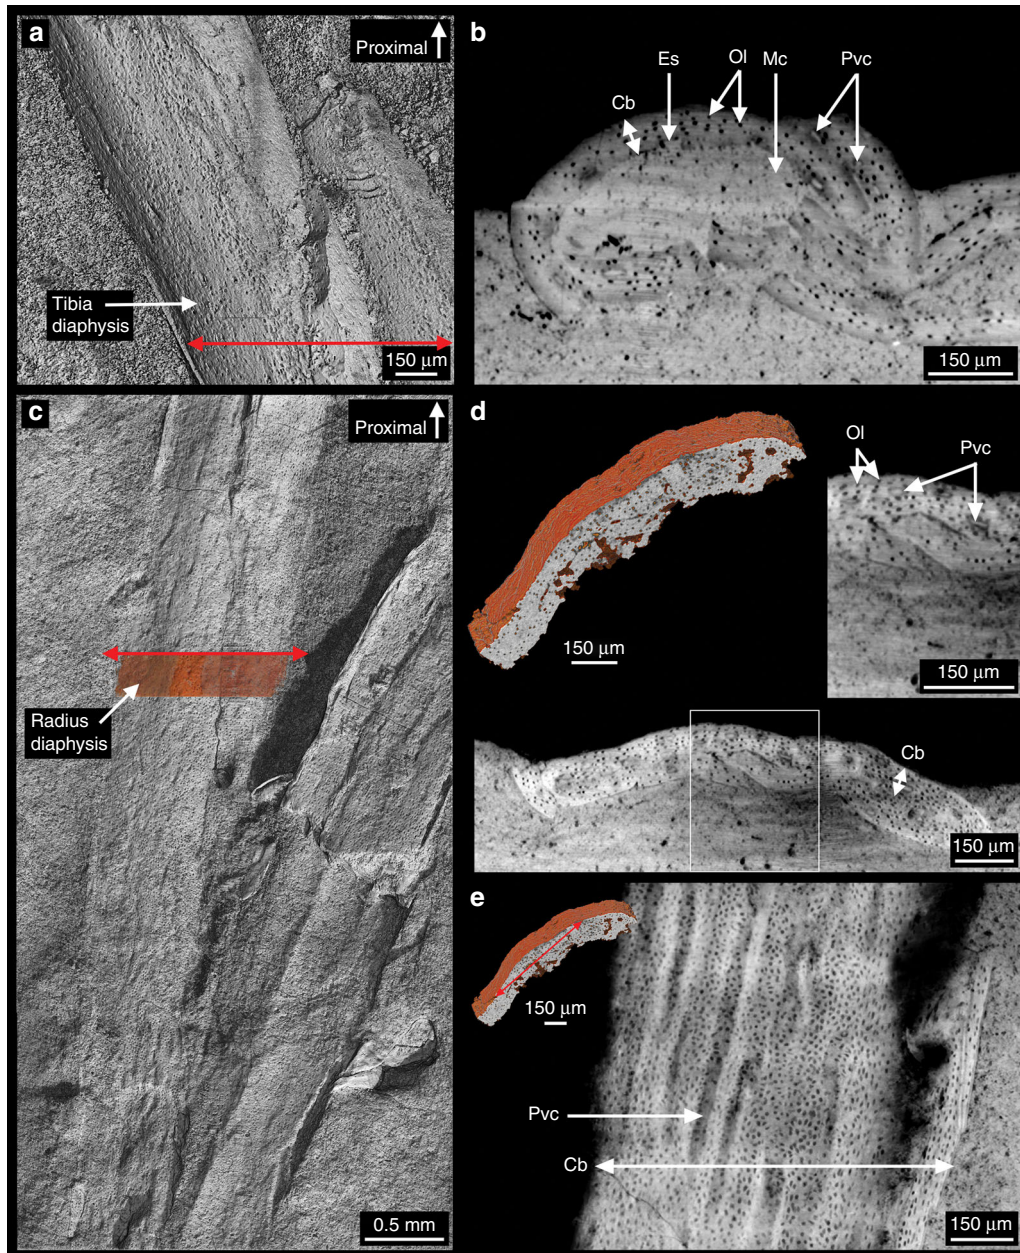 a
Proximal
Tibia
diaphysis
150 µm
b
Es
Ol
Mc
Pvc
Cb
150 µm
c
Proximal
Radius
diaphysis
0.5 mm
d
150 µm
Ol
Pvc
150 µm
Cb
150 µm
e
150 µm
Pvc
Cb
150 µm